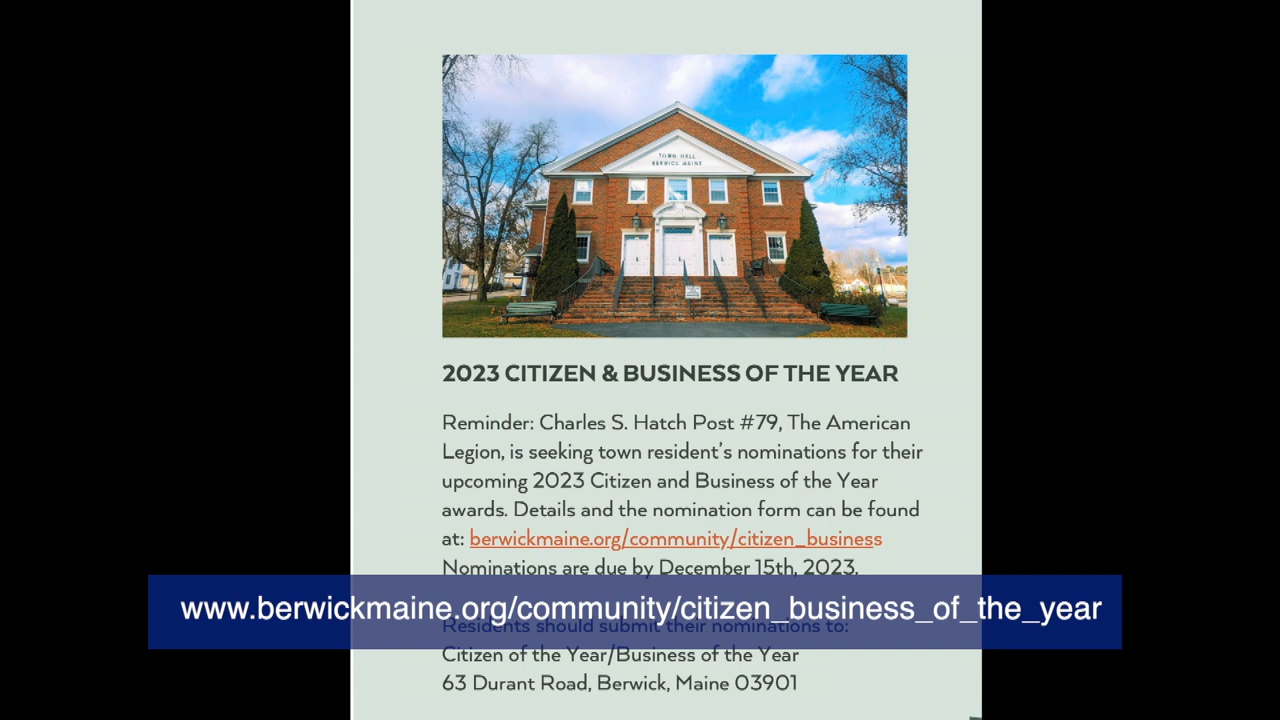 TOWN HALL
BERWICK MAINE
2023 CITIZEN & BUSINESS OF THE YEAR
Reminder: Charles S. Hatch Post #79, The American
Legion, is seeking town resident's nominations for their
upcoming 2023 Citizen and Business of the Year
awards. Details and the nomination form can be found
at: berwickmaine.org/community/citizen_business
Nominations are due by December 15th, 2023.
www.berwickmaine.org/community/citizen_business_of_the_year
Residents should submit their nominations to:
Citizen of the Year/Business of the Year
63 Durant Road, Berwick, Maine 03901